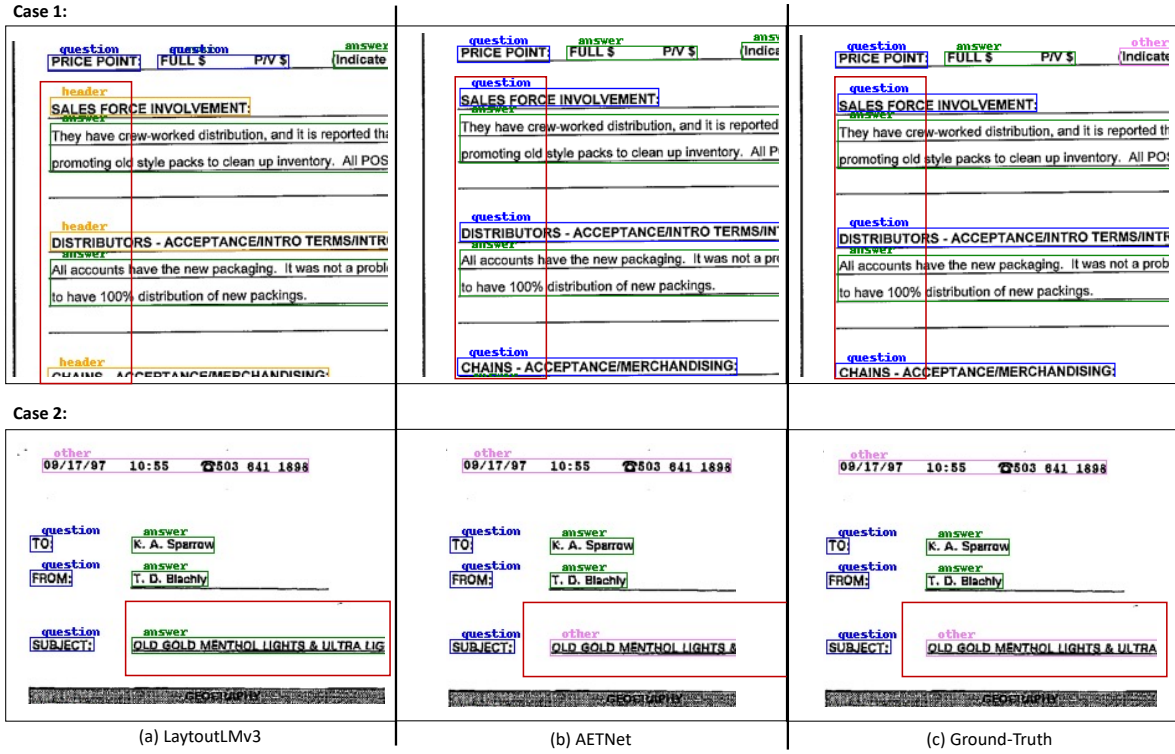 Case 1:
question question answer
PRICE POINT: FULL $ P/V $ (Indicate
header
SALES FORCE INVOLVEMENT:
answer
They have crew-worked distribution, and it is reported tha
promoting old style packs to clean up inventory. All POS
header
DISTRIBUTORS - ACCEPTANCE/INTRO TERMS/INTR
answer
All accounts have the new packaging. It was not a probl
to have 100% distribution of new packings.
header
CHAINS - ACCEPTANCE/MERCHANDISING:
question answer answer
PRICE POINT: FULL $ P/V $ (Indica
question
SALES FORCE INVOLVEMENT:
answer
They have crew-worked distribution, and it is reported
promoting old style packs to clean up inventory. All P
question
DISTRIBUTORS - ACCEPTANCE/INTRO TERMS/INT
answer
All accounts have the new packaging. It was not a pro
to have 100% distribution of new packings.
question
CHAINS - ACCEPTANCE/MERCHANDISING:
answer
question answer other
PRICE POINT: FULL $ P/V $ (Indicate
question
SALES FORCE INVOLVEMENT:
answer
They have crew-worked distribution, and it is reported th
promoting old style packs to clean up inventory. All POS
question
DISTRIBUTORS - ACCEPTANCE/INTRO TERMS/INTR
answer
All accounts have the new packaging. It was not a prob
to have 100% distribution of new packings.
question
CHAINS - ACCEPTANCE/MERCHANDISING:
Case 2:
other
09/17/97 10:55 ☎503 641 1898
question answer
TO: K. A. Sparrow
question answer
FROM: T. D. Blachly
question answer
SUBJECT: OLD GOLD MENTHOL LIGHTS & ULTRA LIG
GEOGRAPHY
other
09/17/97 10:55 ☎503 641 1898
question answer
TO: K. A. Sparrow
question answer
FROM: T. D. Blachly
question other
SUBJECT: OLD GOLD MENTHOL LIGHTS &
GEOGRAPHY
other
09/17/97 10:55 ☎503 641 1898
question answer
TO: K. A. Sparrow
question answer
FROM: T. D. Blachly
question other
SUBJECT: OLD GOLD MENTHOL LIGHTS & ULTRA
GEOGRAPHY
(a) LaytoutLMv3
(b) AETNet
(c) Ground-Truth